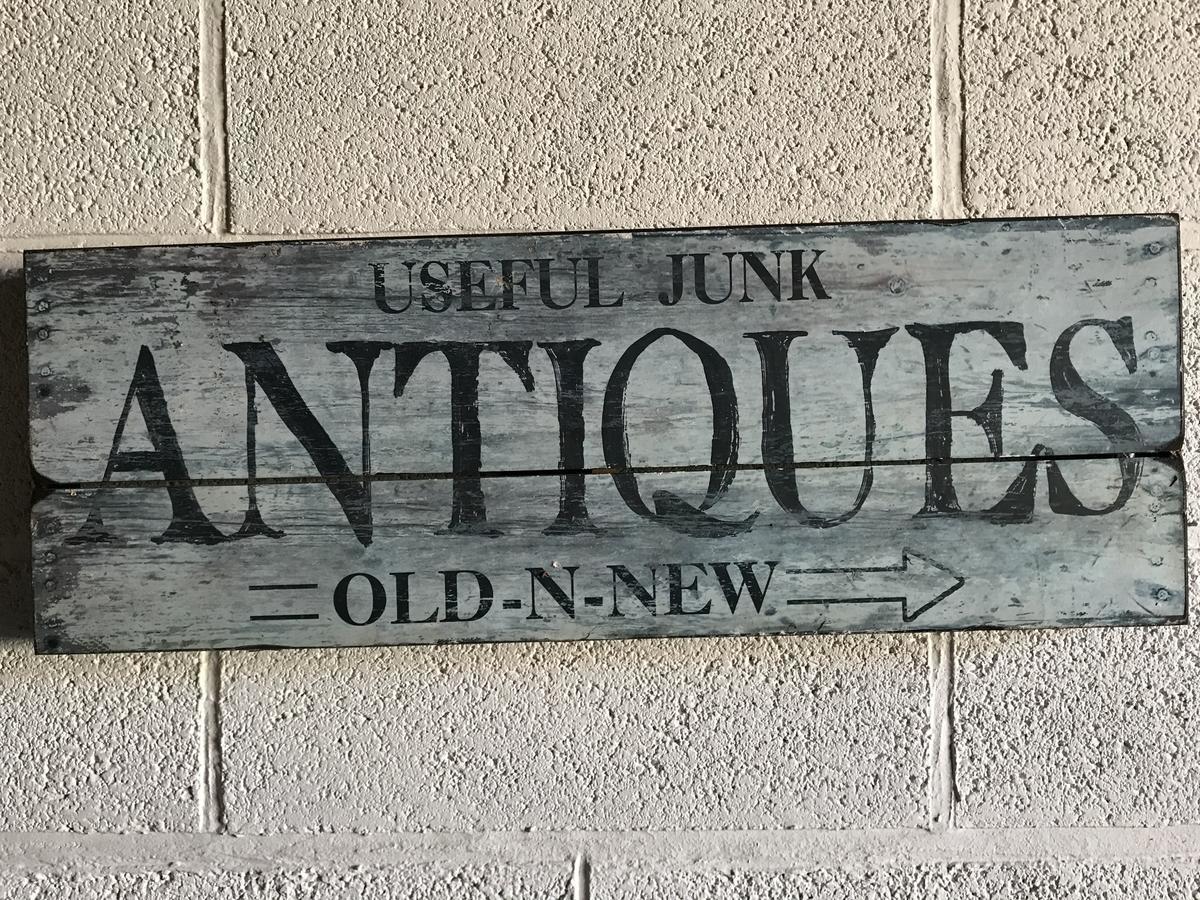 USEFUL JUNK
ANTIQUES
OLD-N-NEW